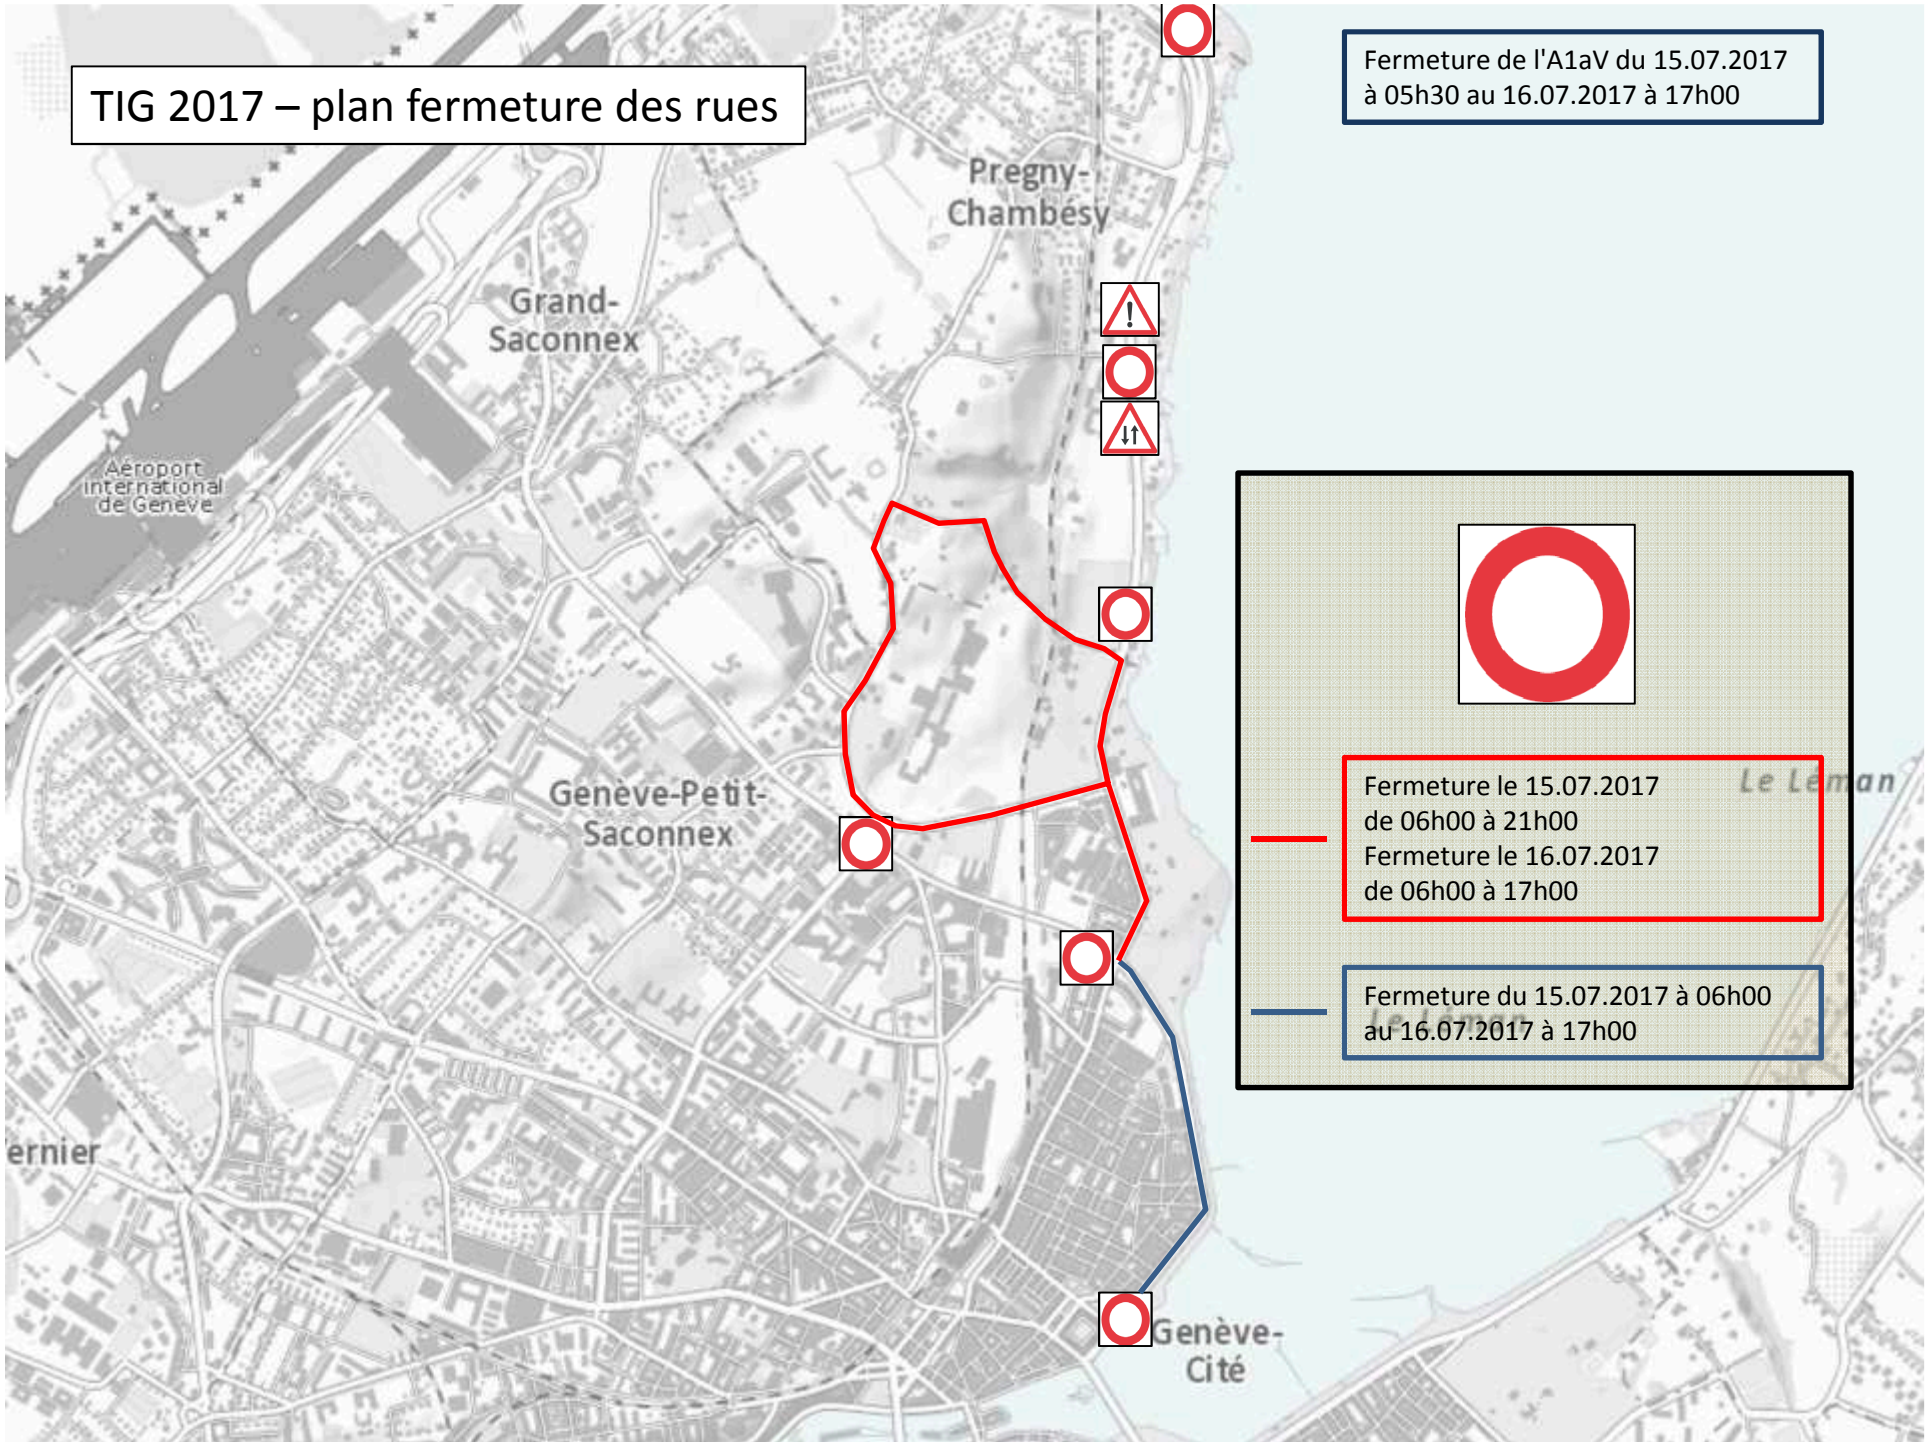 TIG 2017 – plan fermeture des rues
Fermeture de l'A1aV du 15.07.2017
à 05h30 au 16.07.2017 à 17h00
Pregny-
Chambésy
Grand-
Saconnex
Aéroport
international
de Genève
Genève-Petit-
Saconnex
Le Léman
Fermeture le 15.07.2017
de 06h00 à 21h00
Fermeture le 16.07.2017
de 06h00 à 17h00
Fermeture du 15.07.2017 à 06h00
Le Léman
au 16.07.2017 à 17h00
ernier
Genève-
Cité